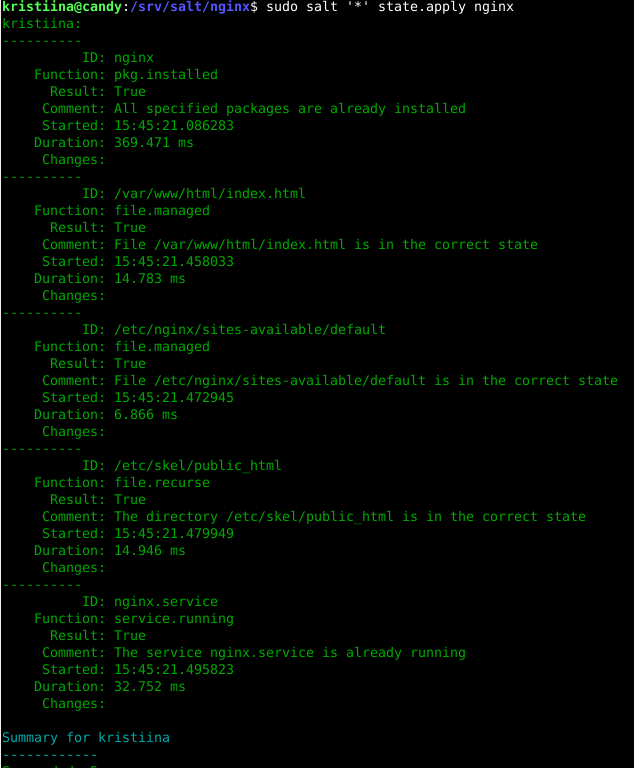 kristiina@candy:/srv/salt/nginx$ sudo salt '*' state.apply nginx
kristiina:
----------
          ID: nginx
    Function: pkg.installed
      Result: True
     Comment: All specified packages are already installed
     Started: 15:45:21.086283
    Duration: 369.471 ms
     Changes:
----------
          ID: /var/www/html/index.html
    Function: file.managed
      Result: True
     Comment: File /var/www/html/index.html is in the correct state
     Started: 15:45:21.458033
    Duration: 14.783 ms
     Changes:
----------
          ID: /etc/nginx/sites-available/default
    Function: file.managed
      Result: True
     Comment: File /etc/nginx/sites-available/default is in the correct state
     Started: 15:45:21.472945
    Duration: 6.866 ms
     Changes:
----------
          ID: /etc/skel/public_html
    Function: file.recurse
      Result: True
     Comment: The directory /etc/skel/public_html is in the correct state
     Started: 15:45:21.479949
    Duration: 14.946 ms
     Changes:
----------
          ID: nginx.service
    Function: service.running
      Result: True
     Comment: The service nginx.service is already running
     Started: 15:45:21.495823
    Duration: 32.752 ms
     Changes:

Summary for kristiina
------------